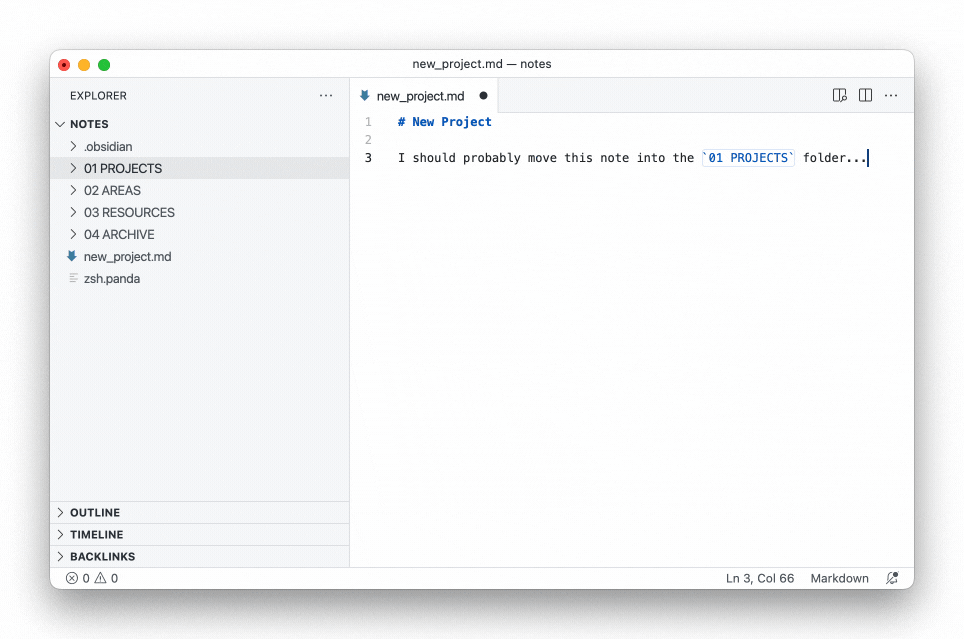 new_project.md — notes
EXPLORER
NOTES
.obsidian
01 PROJECTS
02 AREAS
03 RESOURCES
04 ARCHIVE
new_project.md
zsh.panda
OUTLINE
TIMELINE
BACKLINKS
new_project.md
1 # New Project
2
3 I should probably move this note into the `01 PROJECTS` folder...
0 0
Ln 3, Col 66 Markdown